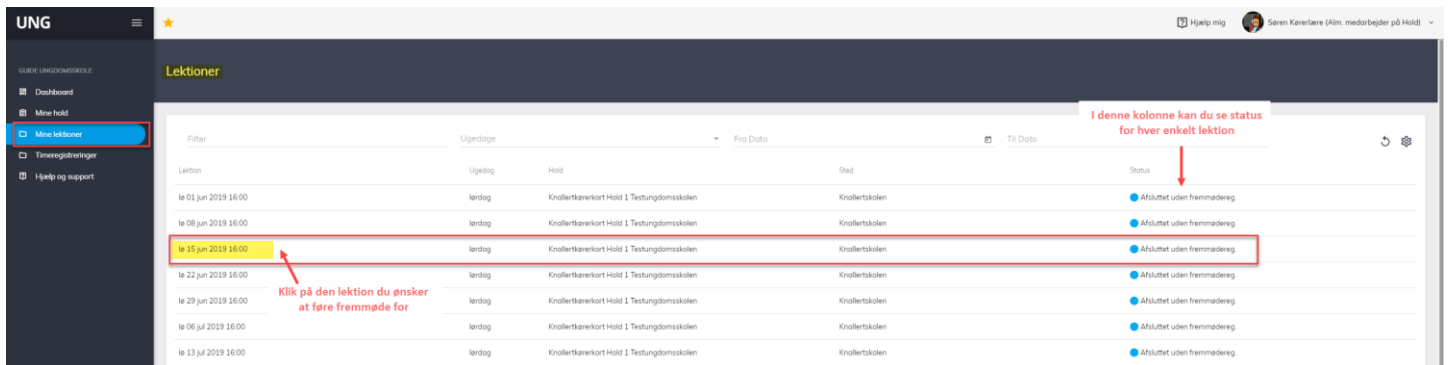 UNG
Hjælp mig
Søren Kørerlære (Alm. medarbejder på Hold)
GUIDE UNGDOMSSKOLE
Dashboard
Mine hold
Mine lektioner
Timeregistreringer
Hjælp og support
Lektioner
I denne kolonne kan du se status
for hver enkelt lektion
Filter Ugedage Fra Dato Til Dato
Lektion Ugedag Hold Sted Status
lø 01 jun 2019 16:00 lørdag Knallertkørerkort Hold 1 Testungdomsskolen Knallertskolen Afsluttet uden fremmødereg.
lø 08 jun 2019 16:00 lørdag Knallertkørerkort Hold 1 Testungdomsskolen Knallertskolen Afsluttet uden fremmødereg.
lø 15 jun 2019 16:00 lørdag Knallertkørerkort Hold 1 Testungdomsskolen Knallertskolen Afsluttet uden fremmødereg.
lø 22 jun 2019 16:00 lørdag Knallertkørerkort Hold 1 Testungdomsskolen Knallertskolen Afsluttet uden fremmødereg.
Klik på den lektion du ønsker
at føre fremmøde for
lø 29 jun 2019 16:00 lørdag Knallertkørerkort Hold 1 Testungdomsskolen Knallertskolen Afsluttet uden fremmødereg.
lø 06 jul 2019 16:00 lørdag Knallertkørerkort Hold 1 Testungdomsskolen Knallertskolen Afsluttet uden fremmødereg.
lø 13 jul 2019 16:00 lørdag Knallertkørerkort Hold 1 Testungdomsskolen Knallertskolen Afsluttet uden fremmødereg.